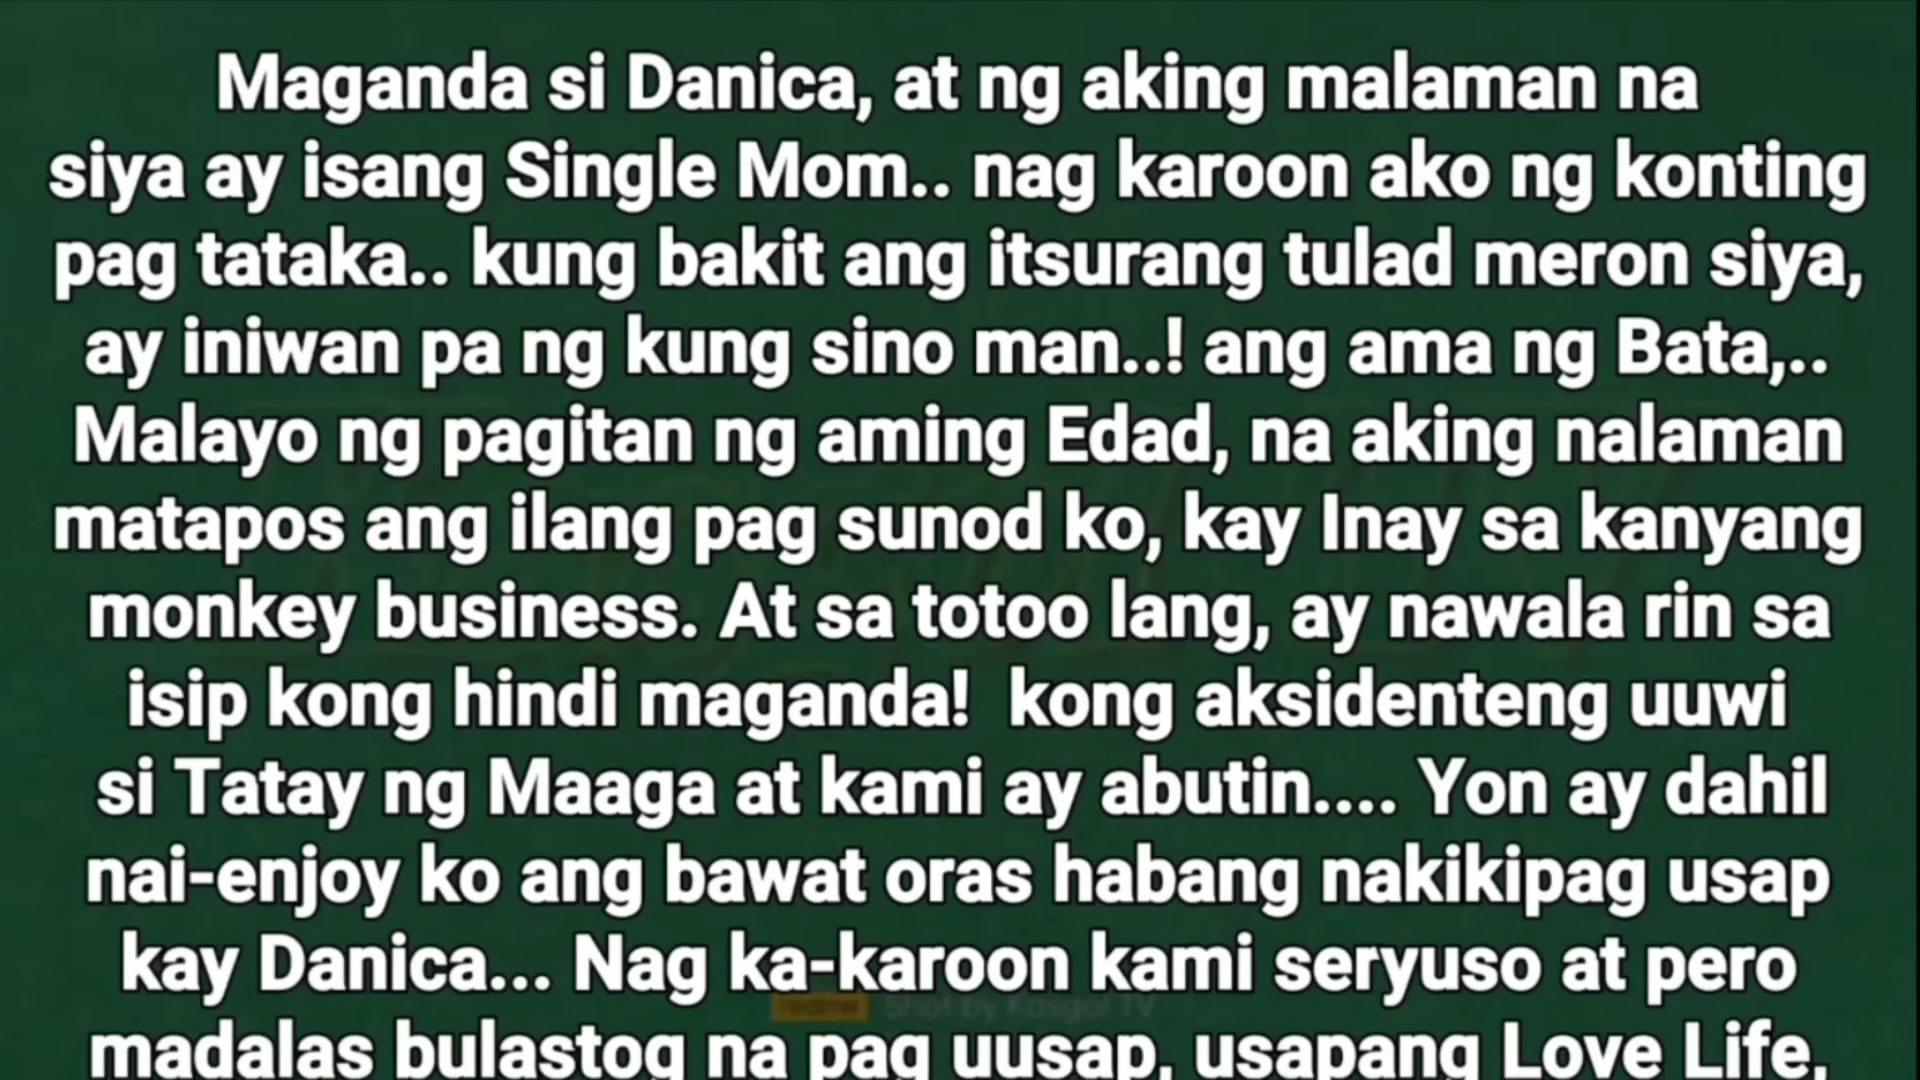 Maganda si Danica, at ng aking malaman na
siya ay isang Single Mom.. nag karoon ako ng konting
pag tataka.. kung bakit ang itsurang tulad meron siya,
ay iniwan pa ng kung sino man..! ang ama ng Bata,..
Malayo ng pagitan ng aming Edad, na aking nalaman
matapos ang ilang pag sunod ko, kay Inay sa kanyang
monkey business. At sa totoo lang, ay nawala rin sa
isip kong hindi maganda!  kong aksidenteng uuwi
si Tatay ng Maaga at kami ay abutin.... Yon ay dahil
nai-enjoy ko ang bawat oras habang nakikipag usap
kay Danica... Nag ka-karoon kami seryuso at pero
realme Shot by Kasgol TV
madalas bulastog na pag uusap, usapang Love Life,